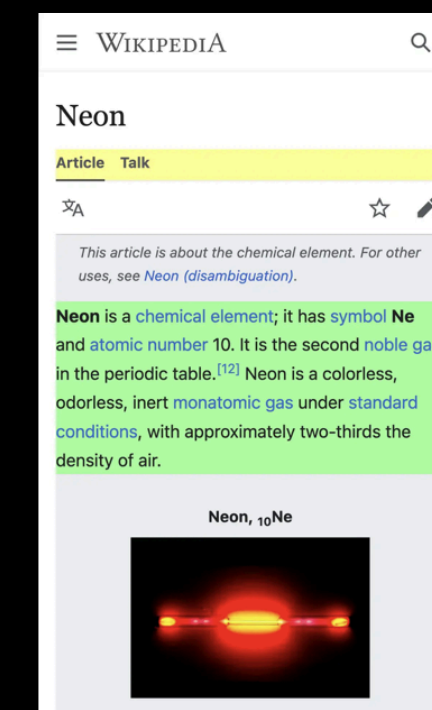 WIKIPEDIA
Neon
Article Talk
This article is about the chemical element. For other
uses, see Neon (disambiguation).
Neon is a chemical element; it has symbol Ne
and atomic number 10. It is the second noble ga
in the periodic table.[12] Neon is a colorless,
odorless, inert monatomic gas under standard
conditions, with approximately two-thirds the
density of air.
Neon, ₁₀Ne